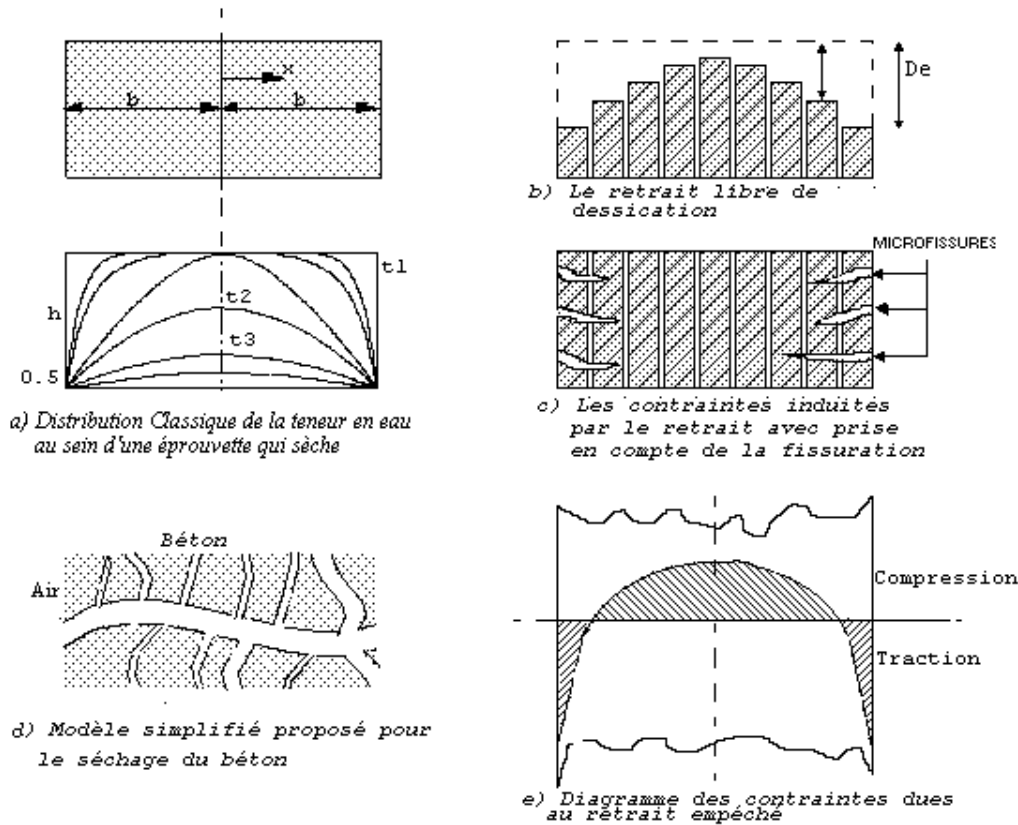 x
b
b
h
0.5
t1
t2
t3
a) Distribution Classique de la teneur en eau
au sein d'une éprouvette qui sèche
De
b) Le retrait libre de
dessication
MICROFISSURES
c) Les contraintes induites
par le retrait avec prise
en compte de la fissuration
Béton
Air
d) Modèle simplifié proposé pour
le séchage du béton
Compression
Traction
e) Diagramme des contraintes dues
au retrait empéché